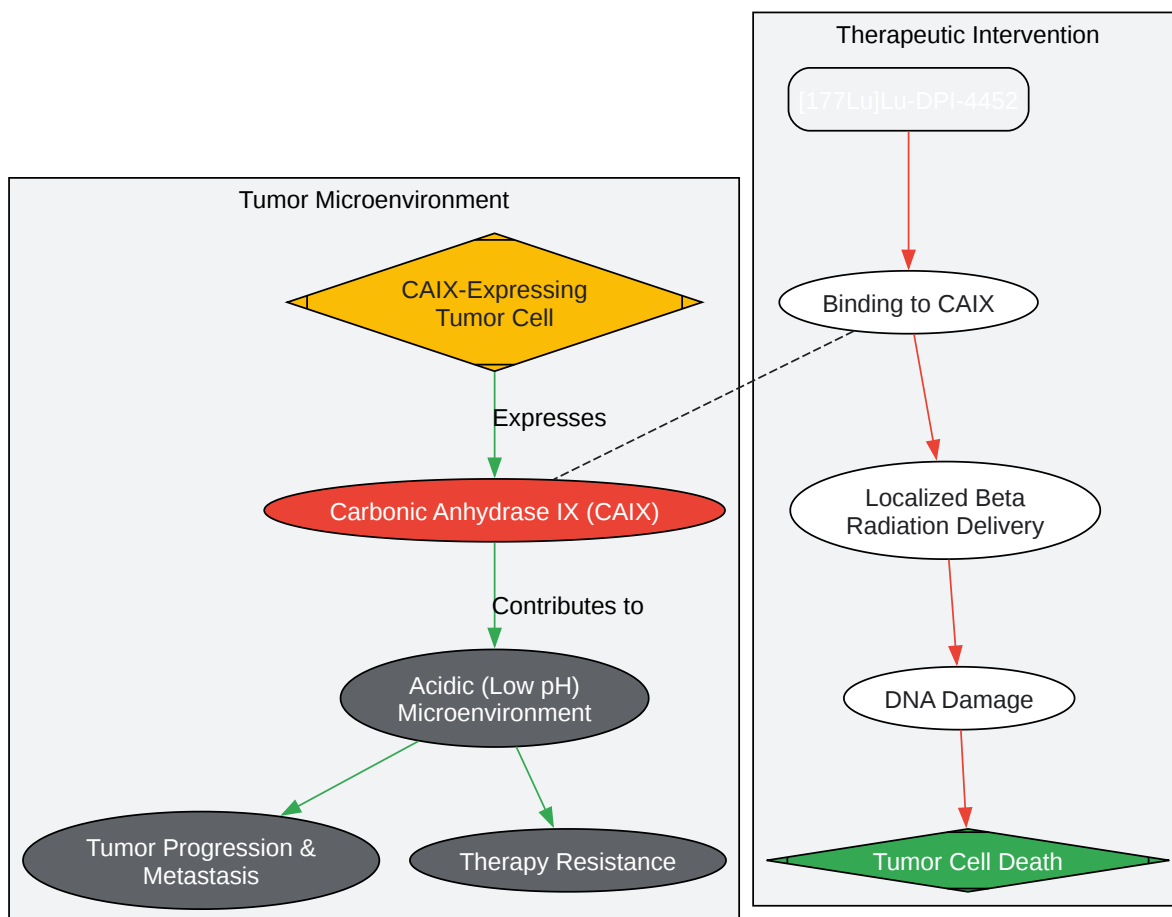 Therapeutic Intervention
[177Lu]Lu-DPI-4452
Tumor Microenvironment
CAIX-Expressing
Tumor Cell
Binding to CAIX
Expresses
Carbonic Anhydrase IX (CAIX)
Localized Beta
Radiation Delivery
Contributes to
Acidic (Low pH)
Microenvironment
DNA Damage
Tumor Progression &
Metastasis
Therapy Resistance
Tumor Cell Death